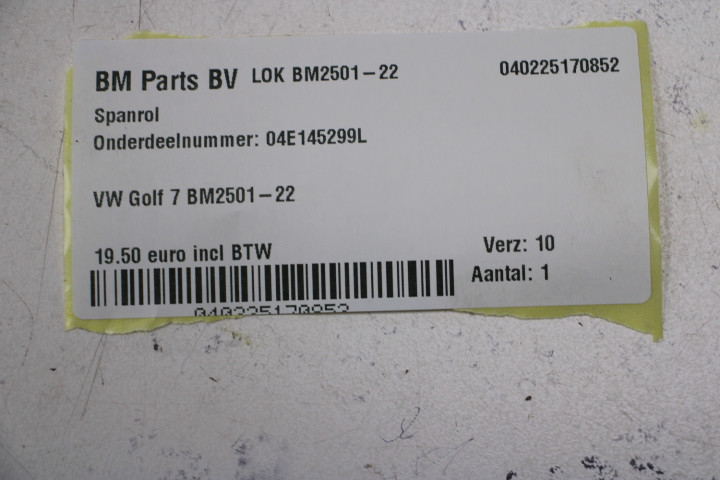 BM Parts BV LOK BM2501-22 040225170852
Spanrol
Onderdeelnummer: 04E145299L
VW Golf 7 BM2501-22
19.50 euro incl BTW Verz: 10
Aantal: 1
040225170852